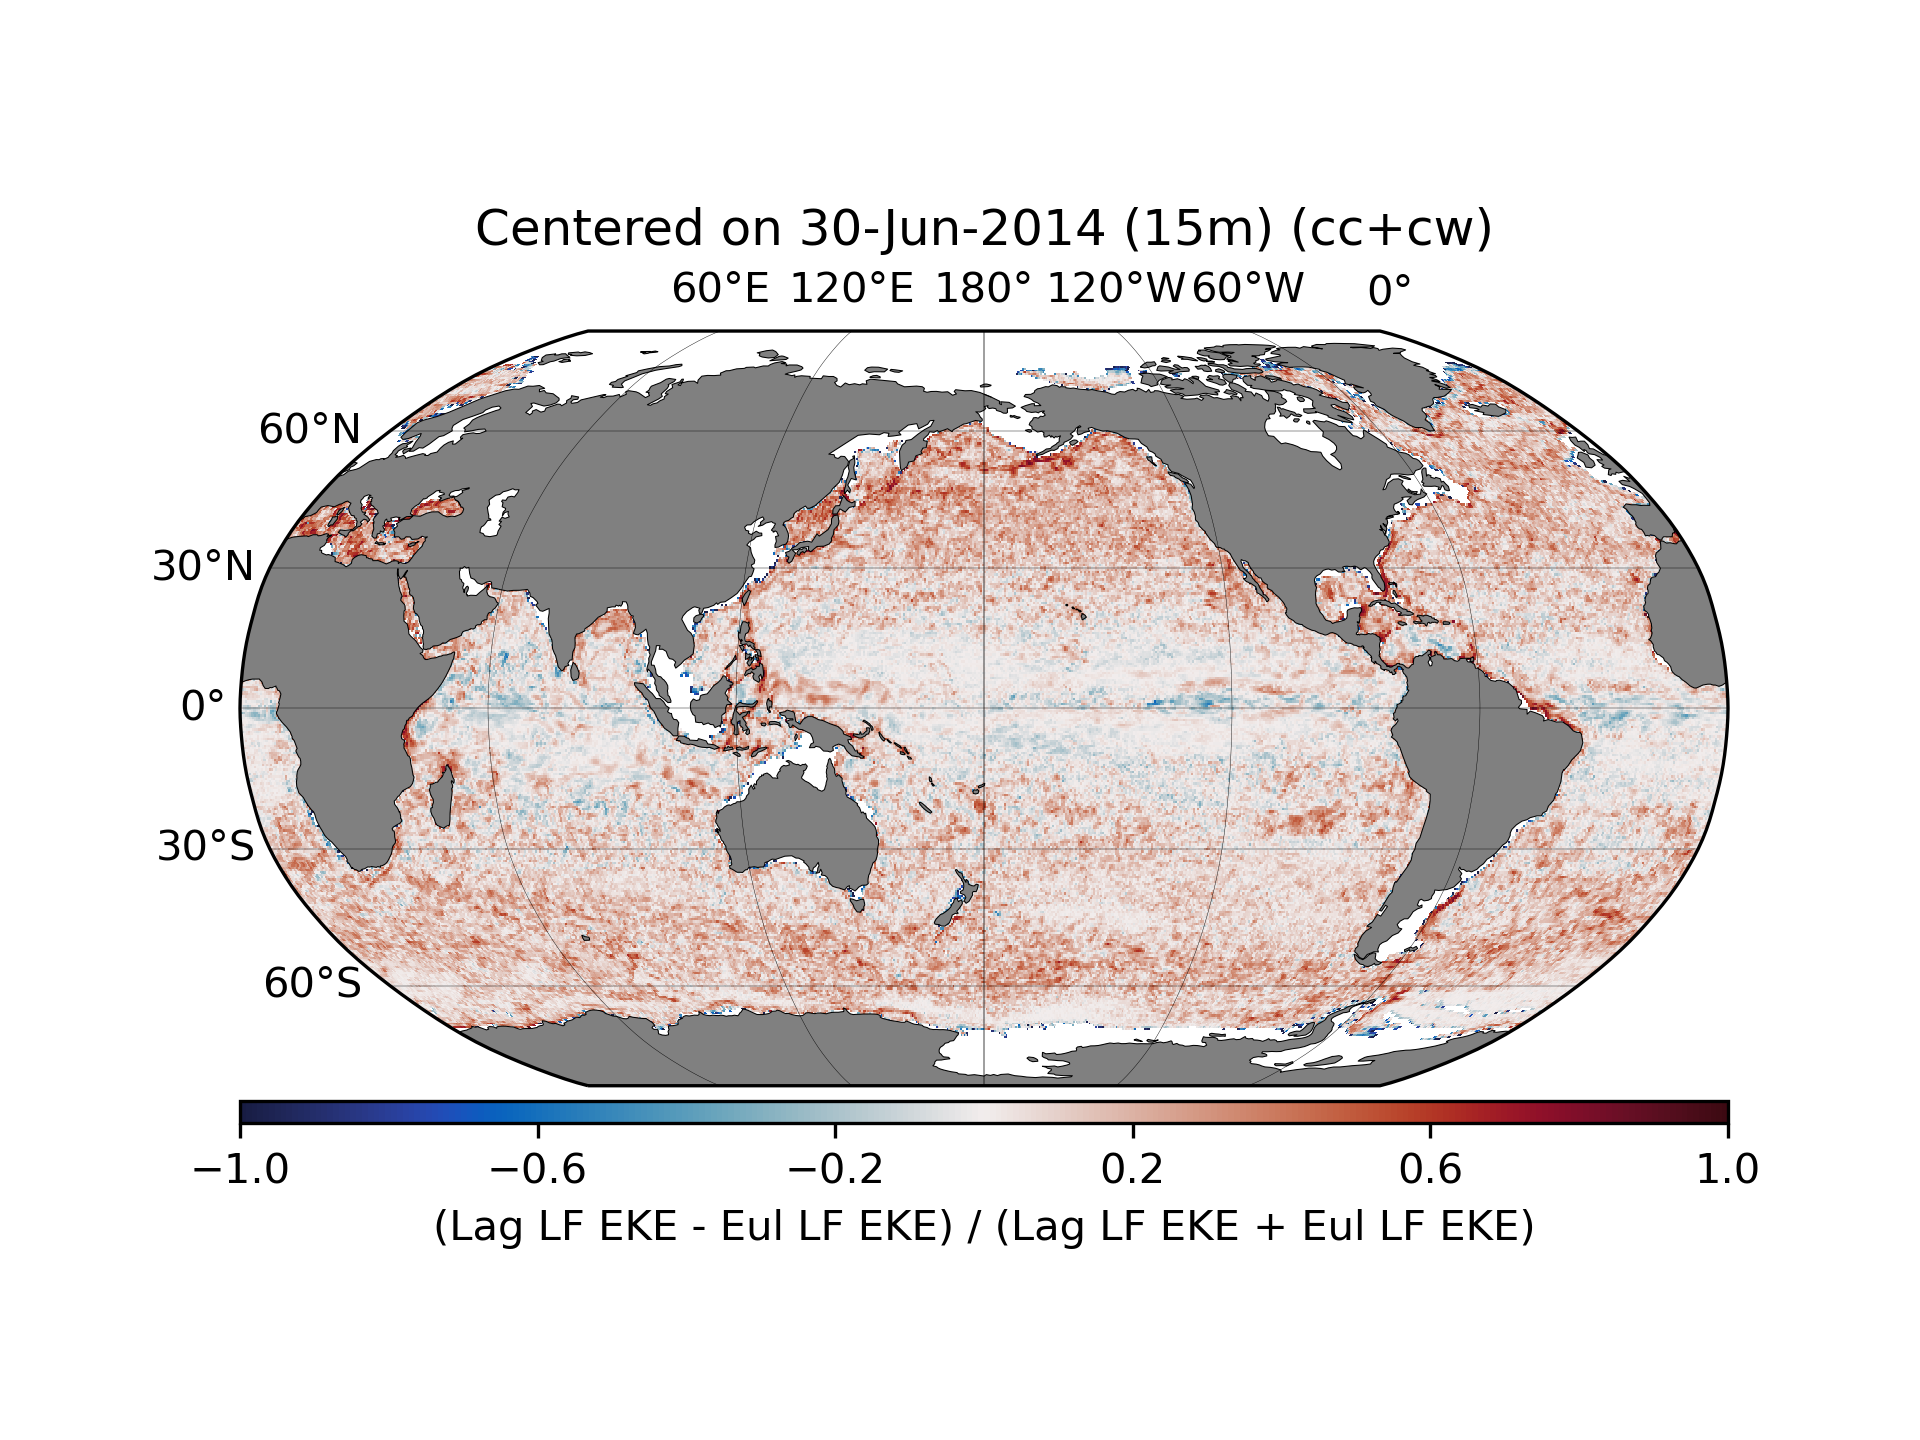 Centered on 30-Jun-2014 (15m) (cc+cw)
60°E 120°E 180° 120°W 60°W 0°
60°N
30°N
0°
30°S
60°S
−1.0 −0.6 −0.2 0.2 0.6 1.0
(Lag LF EKE - Eul LF EKE) / (Lag LF EKE + Eul LF EKE)